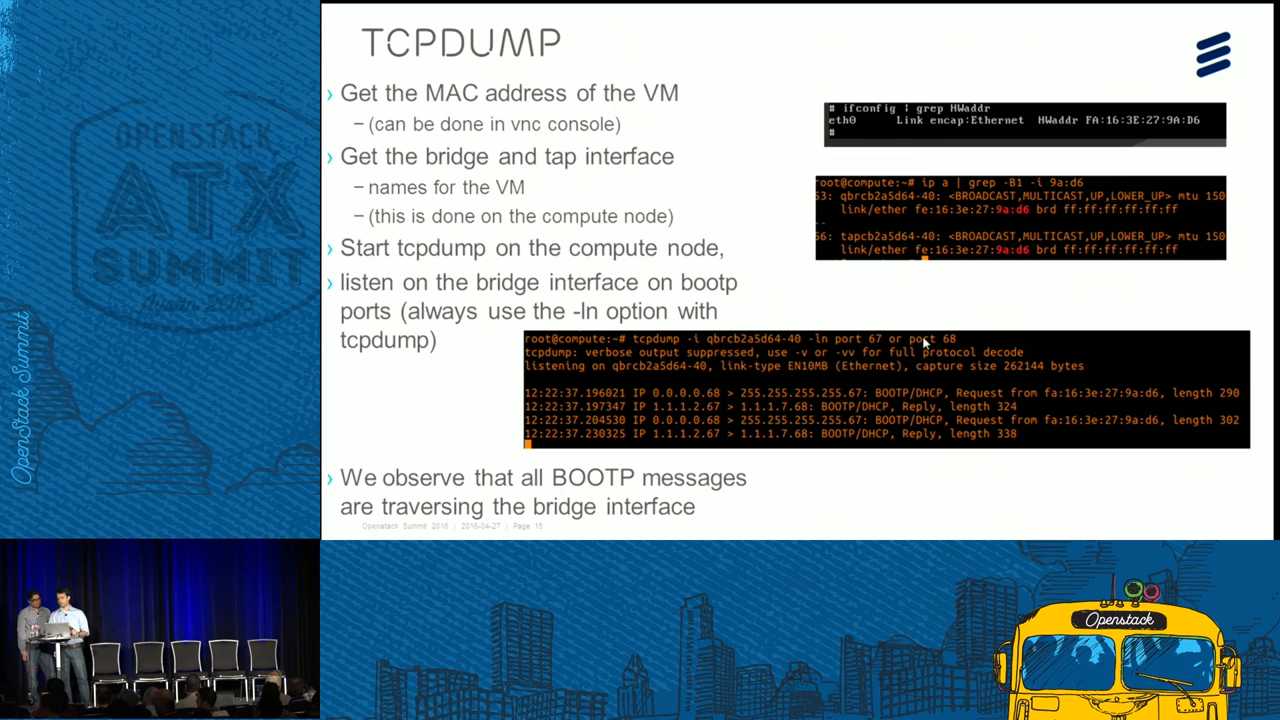 TCPDUMP
› Get the MAC address of the VM
– (can be done in vnc console)
› Get the bridge and tap interface
– names for the VM
– (this is done on the compute node)
› Start tcpdump on the compute node,
› listen on the bridge interface on bootp
ports (always use the -ln option with
tcpdump)
# ifconfig | grep HWaddr
eth0      Link encap:Ethernet  HWaddr FA:16:3E:27:9A:D6
#
root@compute:~# ip a | grep -B1 -i 9a:d6
53: qbrcb2a5d64-40: <BROADCAST,MULTICAST,UP,LOWER_UP> mtu 150
link/ether fe:16:3e:27:9a:d6 brd ff:ff:ff:ff:ff:ff
--
56: tapcb2a5d64-40: <BROADCAST,MULTICAST,UP,LOWER_UP> mtu 150
link/ether fe:16:3e:27:9a:d6 brd ff:ff:ff:ff:ff:ff
root@compute:~# tcpdump -i qbrcb2a5d64-40 -ln port 67 or port 68
tcpdump: verbose output suppressed, use -v or -vv for full protocol decode
listening on qbrcb2a5d64-40, link-type EN10MB (Ethernet), capture size 262144 bytes
12:22:37.196021 IP 0.0.0.0.68 > 255.255.255.255.67: BOOTP/DHCP, Request from fa:16:3e:27:9a:d6, length 290
12:22:37.197347 IP 1.1.1.2.67 > 1.1.1.7.68: BOOTP/DHCP, Reply, length 324
12:22:37.204530 IP 0.0.0.0.68 > 255.255.255.255.67: BOOTP/DHCP, Request from fa:16:3e:27:9a:d6, length 302
12:22:37.230325 IP 1.1.1.2.67 > 1.1.1.7.68: BOOTP/DHCP, Reply, length 338
› We observe that all BOOTP messages
are traversing the bridge interface
Openstack Summit 2016 | 2016-04-27 | Page 15
OPENSTACK
ATX
SUMMIT
Austin 2016
OpenStack Summit
Openstack